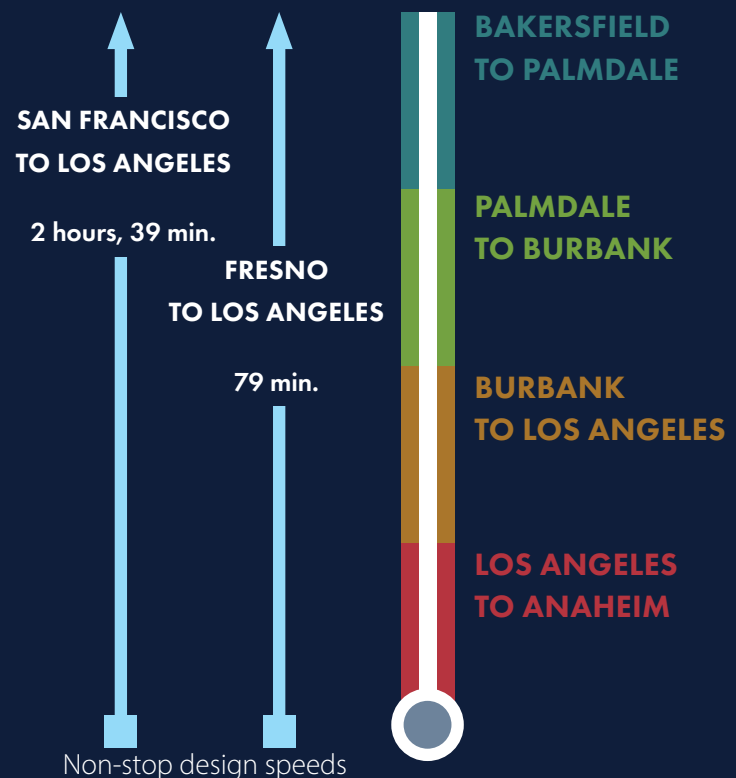 SAN FRANCISCO
TO LOS ANGELES
2 hours, 39 min.
FRESNO
TO LOS ANGELES
79 min.
BAKERSFIELD
TO PALMDALE
PALMDALE
TO BURBANK
BURBANK
TO LOS ANGELES
LOS ANGELES
TO ANAHEIM
Non-stop design speeds